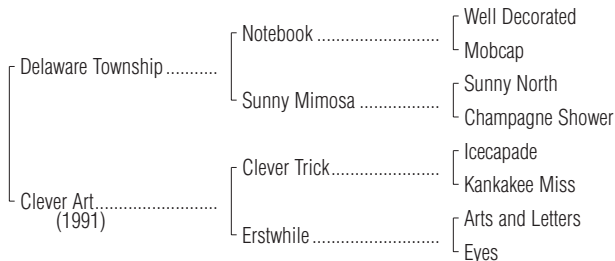 Well Decorated
Notebook ..................
Mobcap
Delaware Township ..........
Sunny North
Sunny Mimosa ................
Champagne Shower
Icecapade
Clever Trick......................
Kankakee Miss
Clever Art........................
(1991)
Arts and Letters
Erstwhile .........................
Eyes